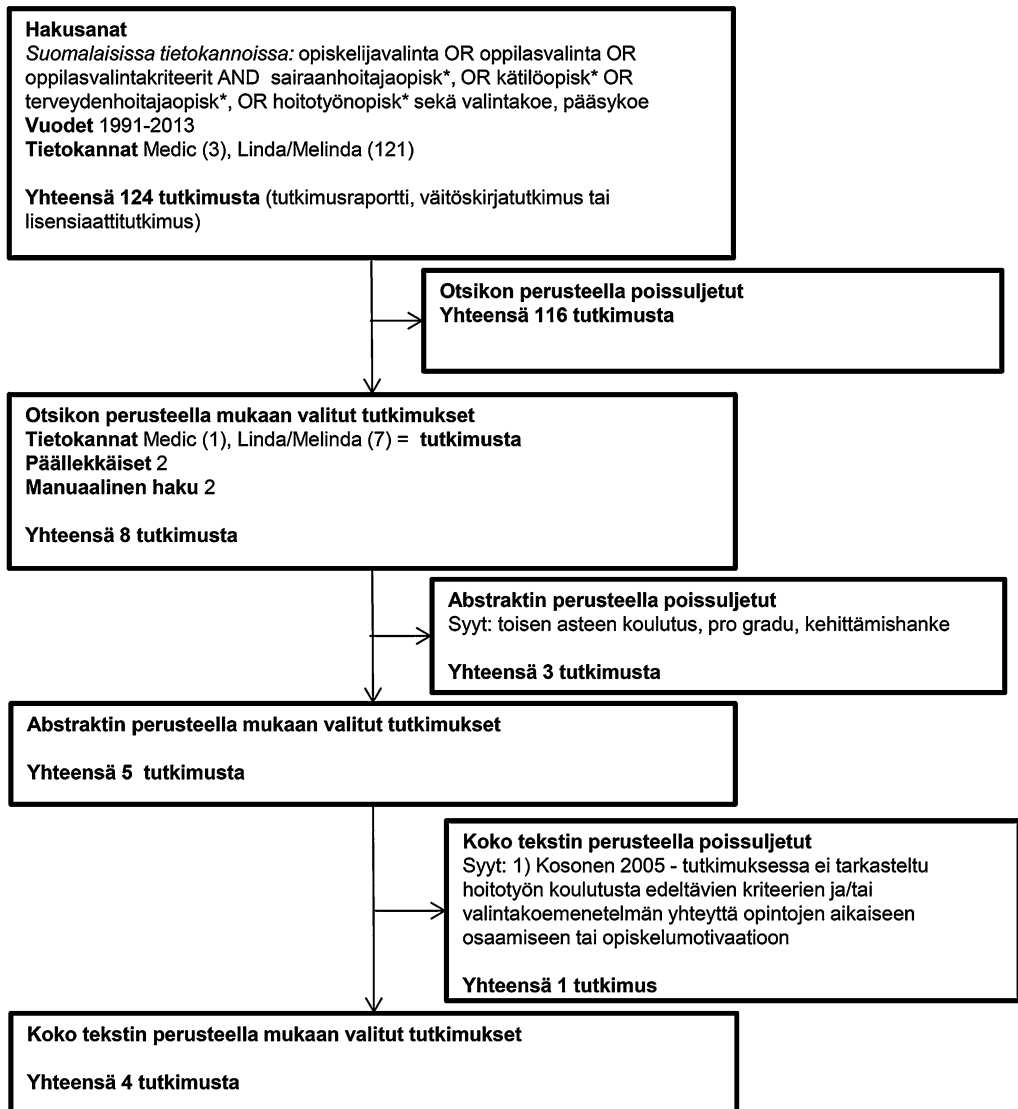 Hakusanat
Suomalaisissa tietokannoissa: opiskelijavalinta OR oppilasvalinta OR
oppilasvalintakriteerit AND sairaanhoitajaopisk*, OR kätilöopisk* OR
terveydenhoitajaopisk*, OR hoitotyönopisk* sekä valintakoe, pääsykoe
Vuodet 1991-2013
Tietokannat Medic (3), Linda/Melinda (121)
Yhteensä 124 tutkimusta (tutkimusraportti, väitöskirjatutkimus tai
lisensiaattitutkimus)
Otsikon perusteella poissuljetut
Yhteensä 116 tutkimusta
Otsikon perusteella mukaan valitut tutkimukset
Tietokannat Medic (1), Linda/Melinda (7) = tutkimusta
Päällekkäiset 2
Manuaalinen haku 2
Yhteensä 8 tutkimusta
Abstraktin perusteella poissuljetut
Syyt: toisen asteen koulutus, pro gradu, kehittämishanke
Yhteensä 3 tutkimusta
Abstraktin perusteella mukaan valitut tutkimukset
Yhteensä 5 tutkimusta
Koko tekstin perusteella poissuljetut
Syyt: 1) Kosonen 2005 - tutkimuksessa ei tarkasteltu
hoitotyön koulutusta edeltävien kriteerien ja/tai
valintakoemenetelmän yhteyttä opintojen aikaiseen
osaamiseen tai opiskelumotivaatioon
Yhteensä 1 tutkimus
Koko tekstin perusteella mukaan valitut tutkimukset
Yhteensä 4 tutkimusta